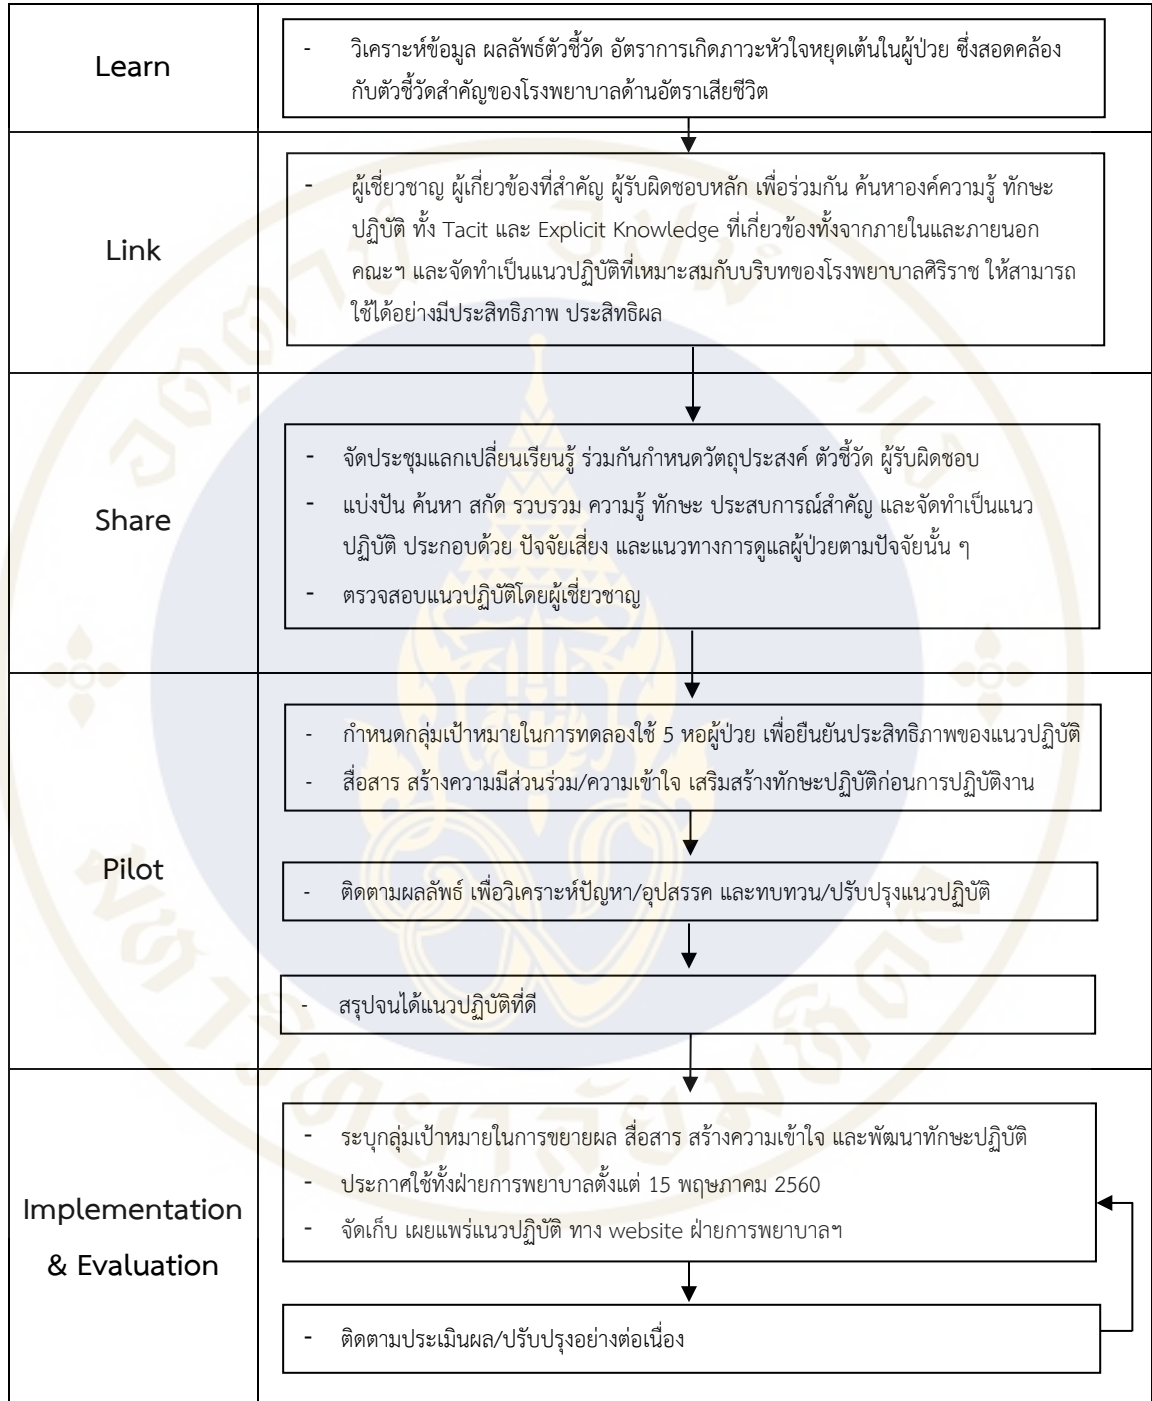 Learn
- วิเคราะห์ข้อมูล ผลลัพธ์ตัวชี้วัด อัตราการเกิดภาวะหัวใจหยุดเต้นในผู้ป่วย ซึ่งสอดคล้อง
กับตัวชี้วัดสำคัญของโรงพยาบาลด้านอัตราเสียชีวิต
Link
- ผู้เชี่ยวชาญ ผู้เกี่ยวข้องที่สำคัญ ผู้รับผิดชอบหลัก เพื่อร่วมกัน ค้นหาองค์ความรู้ ทักษะ
ปฏิบัติ ทั้ง Tacit และ Explicit Knowledge ที่เกี่ยวข้องทั้งจากภายในและภายนอก
คณะฯ และจัดทำเป็นแนวปฏิบัติที่เหมาะสมกับบริบทของโรงพยาบาลศิริราช ให้สามารถ
ใช้ได้อย่างมีประสิทธิภาพ ประสิทธิผล
Share
- จัดประชุมแลกเปลี่ยนเรียนรู้ ร่วมกันกำหนดวัตถุประสงค์ ตัวชี้วัด ผู้รับผิดชอบ
- แบ่งปัน ค้นหา สกัด รวบรวม ความรู้ ทักษะ ประสบการณ์สำคัญ และจัดทำเป็นแนว
ปฏิบัติ ประกอบด้วย ปัจจัยเสี่ยง และแนวทางการดูแลผู้ป่วยตามปัจจัยนั้น ๆ
- ตรวจสอบแนวปฏิบัติโดยผู้เชี่ยวชาญ
Pilot
- กำหนดกลุ่มเป้าหมายในการทดลองใช้ 5 หอผู้ป่วย เพื่อยืนยันประสิทธิภาพของแนวปฏิบัติ
- สื่อสาร สร้างความมีส่วนร่วม/ความเข้าใจ เสริมสร้างทักษะปฏิบัติก่อนการปฏิบัติงาน
- ติดตามผลลัพธ์ เพื่อวิเคราะห์ปัญหา/อุปสรรค และทบทวน/ปรับปรุงแนวปฏิบัติ
- สรุปจนได้แนวปฏิบัติที่ดี
Implementation
& Evaluation
- ระบุกลุ่มเป้าหมายในการขยายผล สื่อสาร สร้างความเข้าใจ และพัฒนาทักษะปฏิบัติ
- ประกาศใช้ทั้งฝ่ายการพยาบาลตั้งแต่ 15 พฤษภาคม 2560
- จัดเก็บ เผยแพร่แนวปฏิบัติ ทาง website ฝ่ายการพยาบาลฯ
- ติดตามประเมินผล/ปรับปรุงอย่างต่อเนื่อง
มหาวิทยาลัยมหิดล